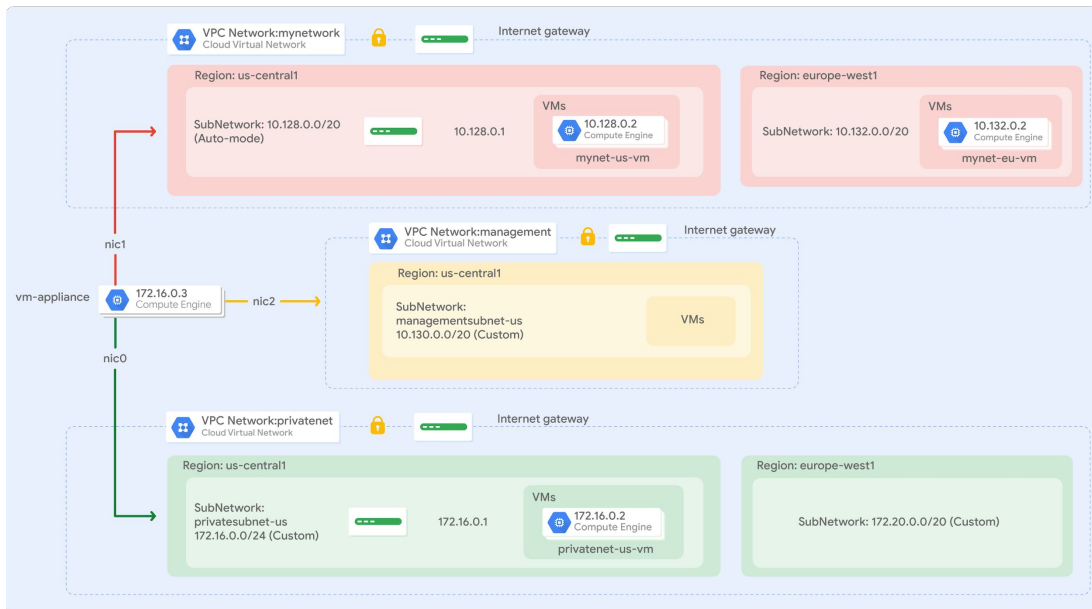 VPC Network:mynetwork
Cloud Virtual Network
Internet gateway
Region: us-central1
SubNetwork: 10.128.0.0/20
(Auto-mode)
10.128.0.1
VMs
10.128.0.2
Compute Engine
mynet-us-vm
Region: europe-west1
SubNetwork: 10.132.0.0/20
VMs
10.132.0.2
Compute Engine
mynet-eu-vm
nic1
VPC Network:management
Cloud Virtual Network
Internet gateway
Region: us-central1
SubNetwork:
managementsubnet-us
10.130.0.0/20 (Custom)
VMs
vm-appliance
172.16.0.3
Compute Engine
nic2
nic0
VPC Network:privatenet
Cloud Virtual Network
Internet gateway
Region: us-central1
SubNetwork:
privatesubnet-us
172.16.0.0/24 (Custom)
172.16.0.1
VMs
172.16.0.2
Compute Engine
privatenet-us-vm
Region: europe-west1
SubNetwork: 172.20.0.0/20 (Custom)